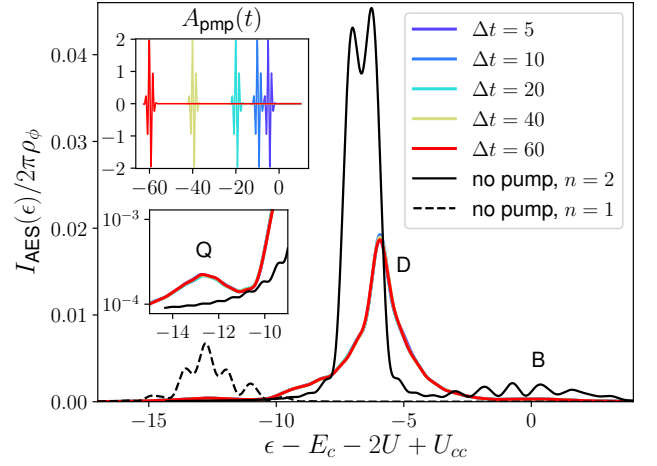 A_pmp(t)
2
1
0
−1
−2
−60
−40
−20
0
10^−3
10^−4
Q
−14
−12
−10
Δt = 5
Δt = 10
Δt = 20
Δt = 40
Δt = 60
no pump, n = 2
no pump, n = 1
D
B
0.04
0.03
0.02
0.01
0.00
I_AES(ϵ)/2πρ_ϕ
−15
−10
−5
0
ϵ − E_c − 2U + U_cc